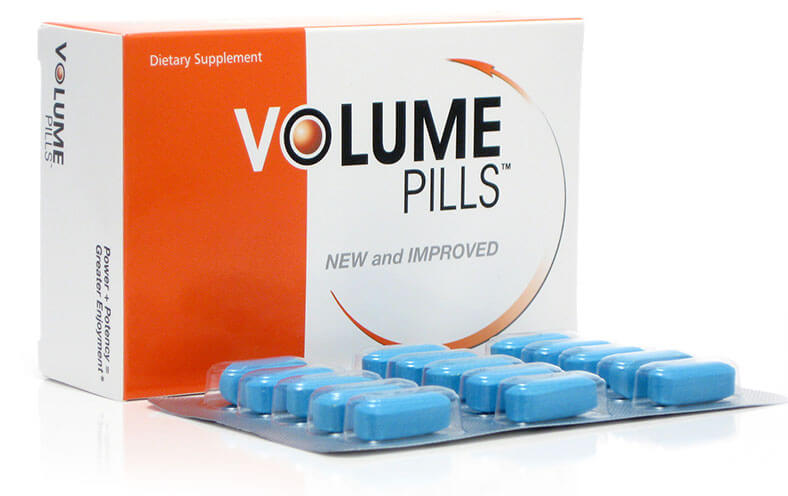 Dietary Supplement
VOLUME
PILLS™
NEW and IMPROVED
VOLUME
PILLS™
Power + Potency =
Greater Enjoyment*